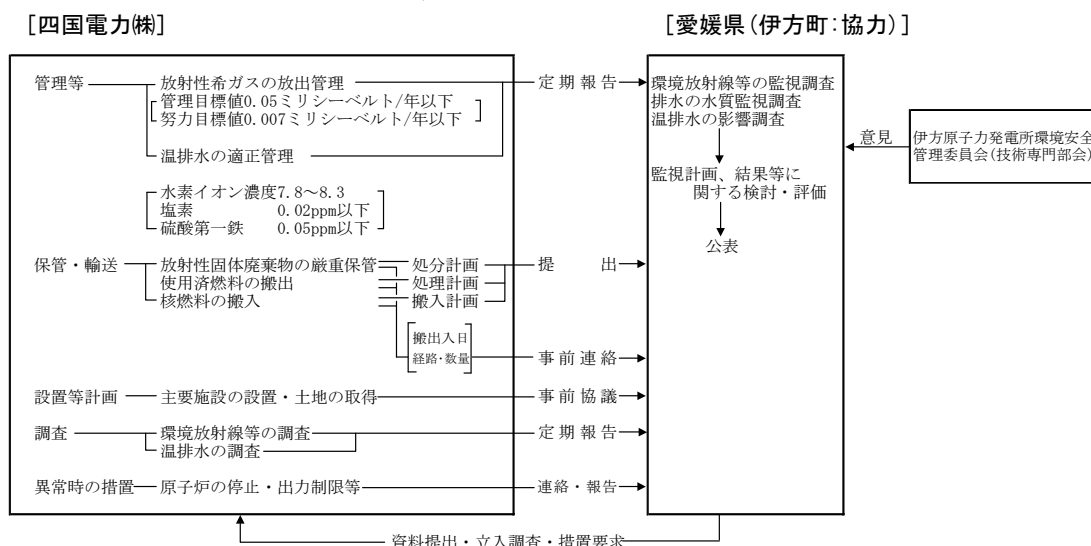 [四国電力㈱]
[愛媛県(伊方町:協力)]
管理等
放射性希ガスの放出管理
管理目標値0.05ミリシーベルト/年以下
努力目標値0.007ミリシーベルト/年以下
温排水の適正管理
水素イオン濃度7.8～8.3
塩素 0.02ppm以下
硫酸第一鉄 0.05ppm以下
保管・輸送
放射性固体廃棄物の厳重保管
使用済燃料の搬出
核燃料の搬入
処分計画
処理計画
搬入計画
搬出入日
経路・数量
設置等計画
主要施設の設置・土地の取得
調査
環境放射線等の調査
温排水の調査
異常時の措置
原子炉の停止・出力制限等
定期報告
提 出
事前連絡
事前協議
定期報告
連絡・報告
環境放射線等の監視調査
排水の水質監視調査
温排水の影響調査
監視計画、結果等に
関する検討・評価
公表
意見
伊方原子力発電所環境安全
管理委員会(技術専門部会)
資料提出・立入調査・措置要求